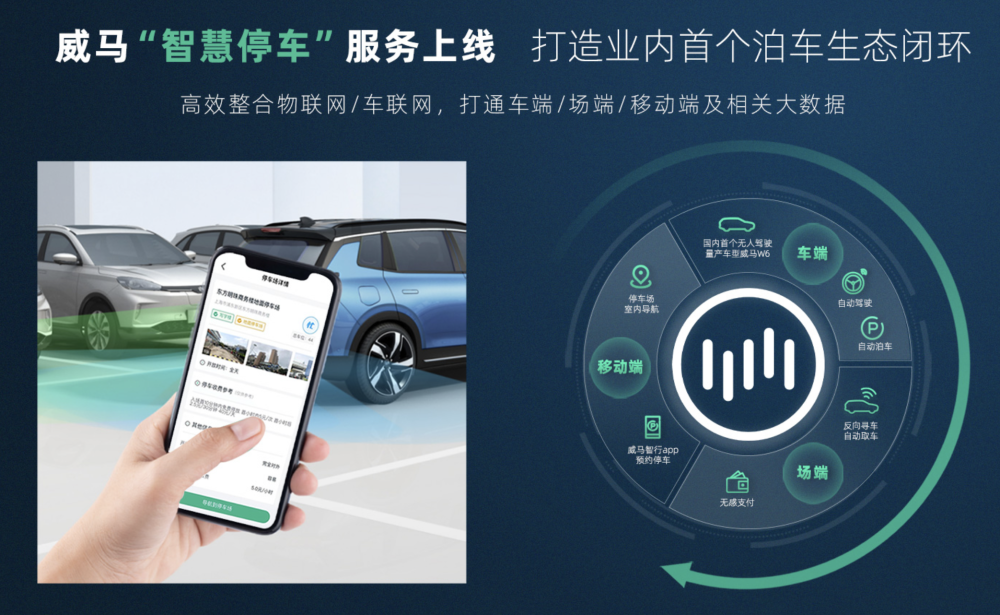 威马“智慧停车”服务上线 打造业内首个泊车生态闭环
高效整合物联网/车联网，打通车端/场端/移动端及相关大数据
停车场详情
东方明珠商务楼地面停车场
开放时间：全天
停车收费参考
5.0元/小时
国内首个无人驾驶
量产车型威马W6
车端
自动驾驶
自动泊车
反向寻车
自动取车
场端
无感支付
威马智行app
预约停车
移动端
停车场
室内导航